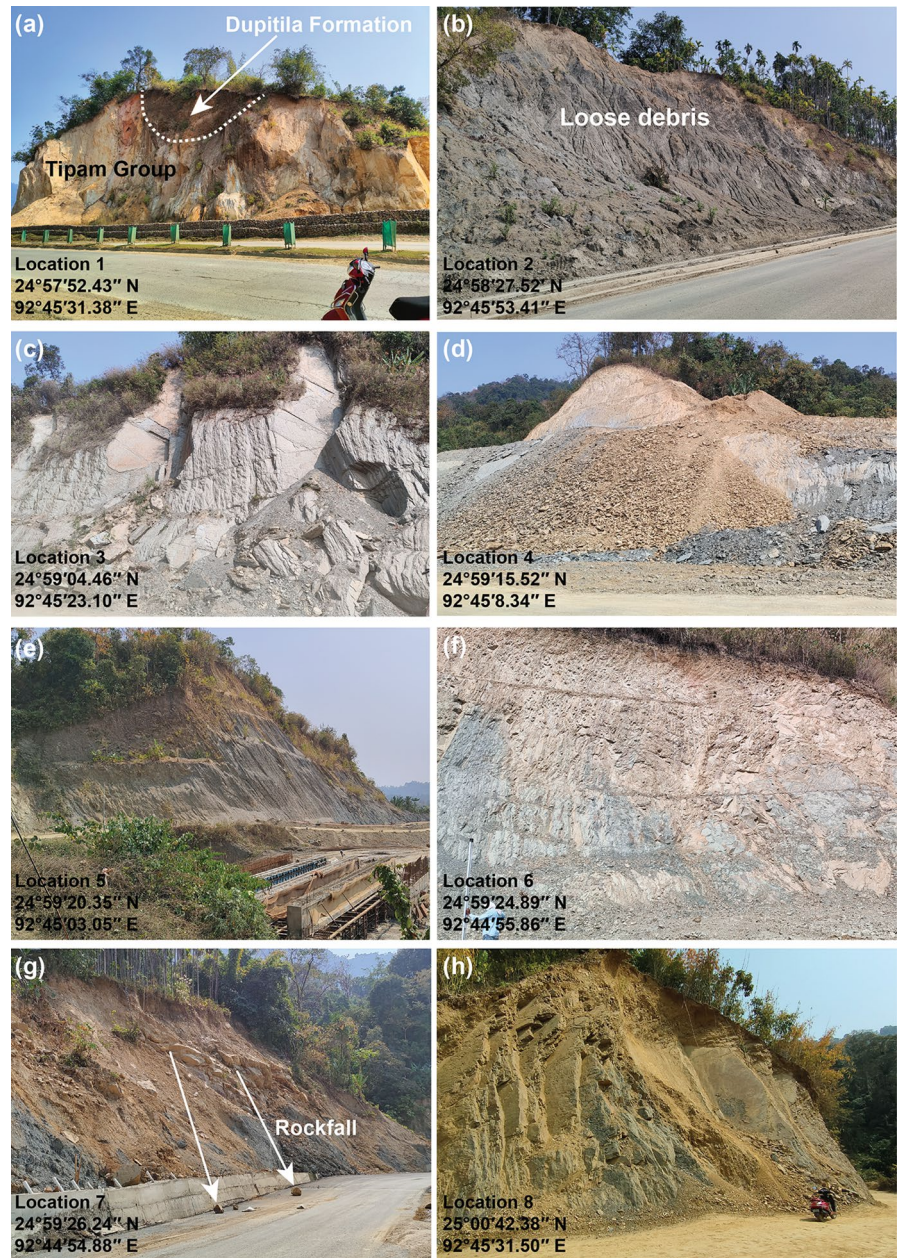 (a)
Dupitila Formation
Tipam Group
Location 1
24°57′52.43″ N
92°45′31.38″ E
(b)
Loose debris
Location 2
24°58′27.52″ N
92°45′53.41″ E
(c)
Location 3
24°59′04.46″ N
92°45′23.10″ E
(d)
Location 4
24°59′15.52″ N
92°45′8.34″ E
(e)
Location 5
24°59′20.35″ N
92°45′03.05″ E
(f)
Location 6
24°59′24.89″ N
92°44′55.86″ E
(g)
Rockfall
Location 7
24°59′26.24″ N
92°44′54.88″ E
(h)
Location 8
25°00′42.38″ N
92°45′31.50″ E